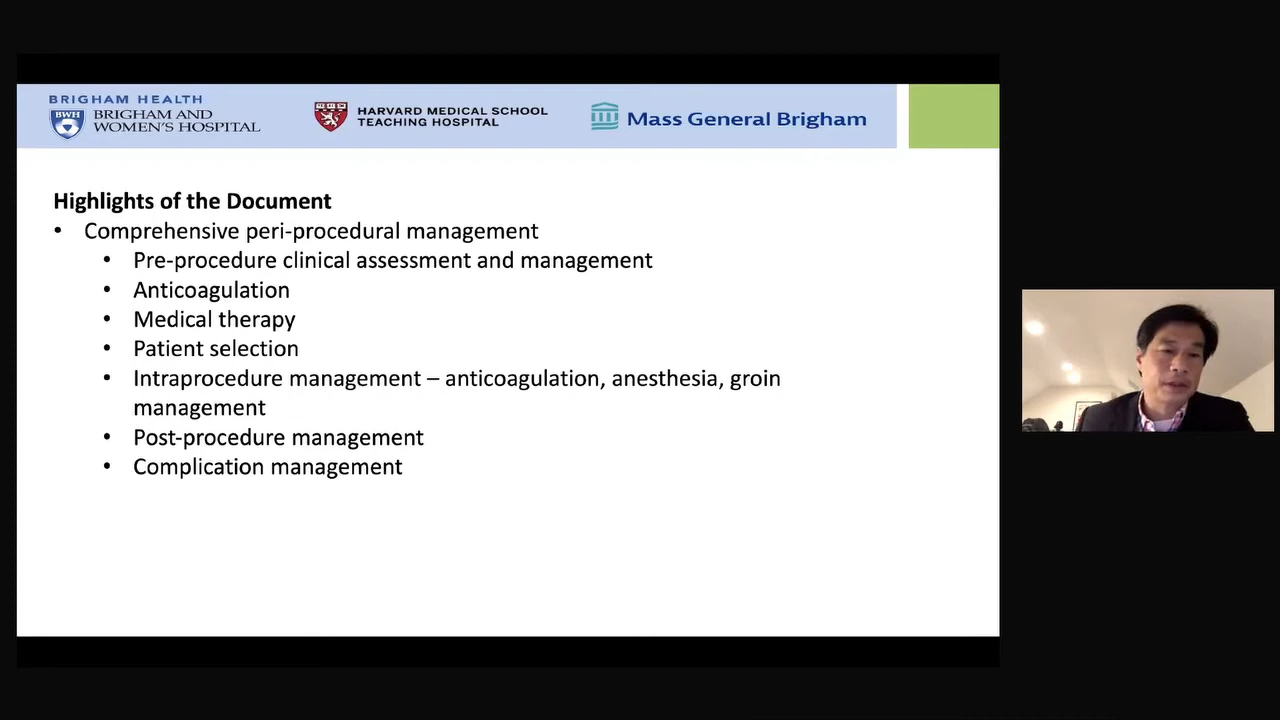 BRIGHAM HEALTH
BWH
BRIGHAM AND
WOMEN'S HOSPITAL
HARVARD MEDICAL SCHOOL
TEACHING HOSPITAL
Mass General Brigham
Highlights of the Document
• Comprehensive peri-procedural management
• Pre-procedure clinical assessment and management
• Anticoagulation
• Medical therapy
• Patient selection
• Intraprocedure management – anticoagulation, anesthesia, groin
management
• Post-procedure management
• Complication management